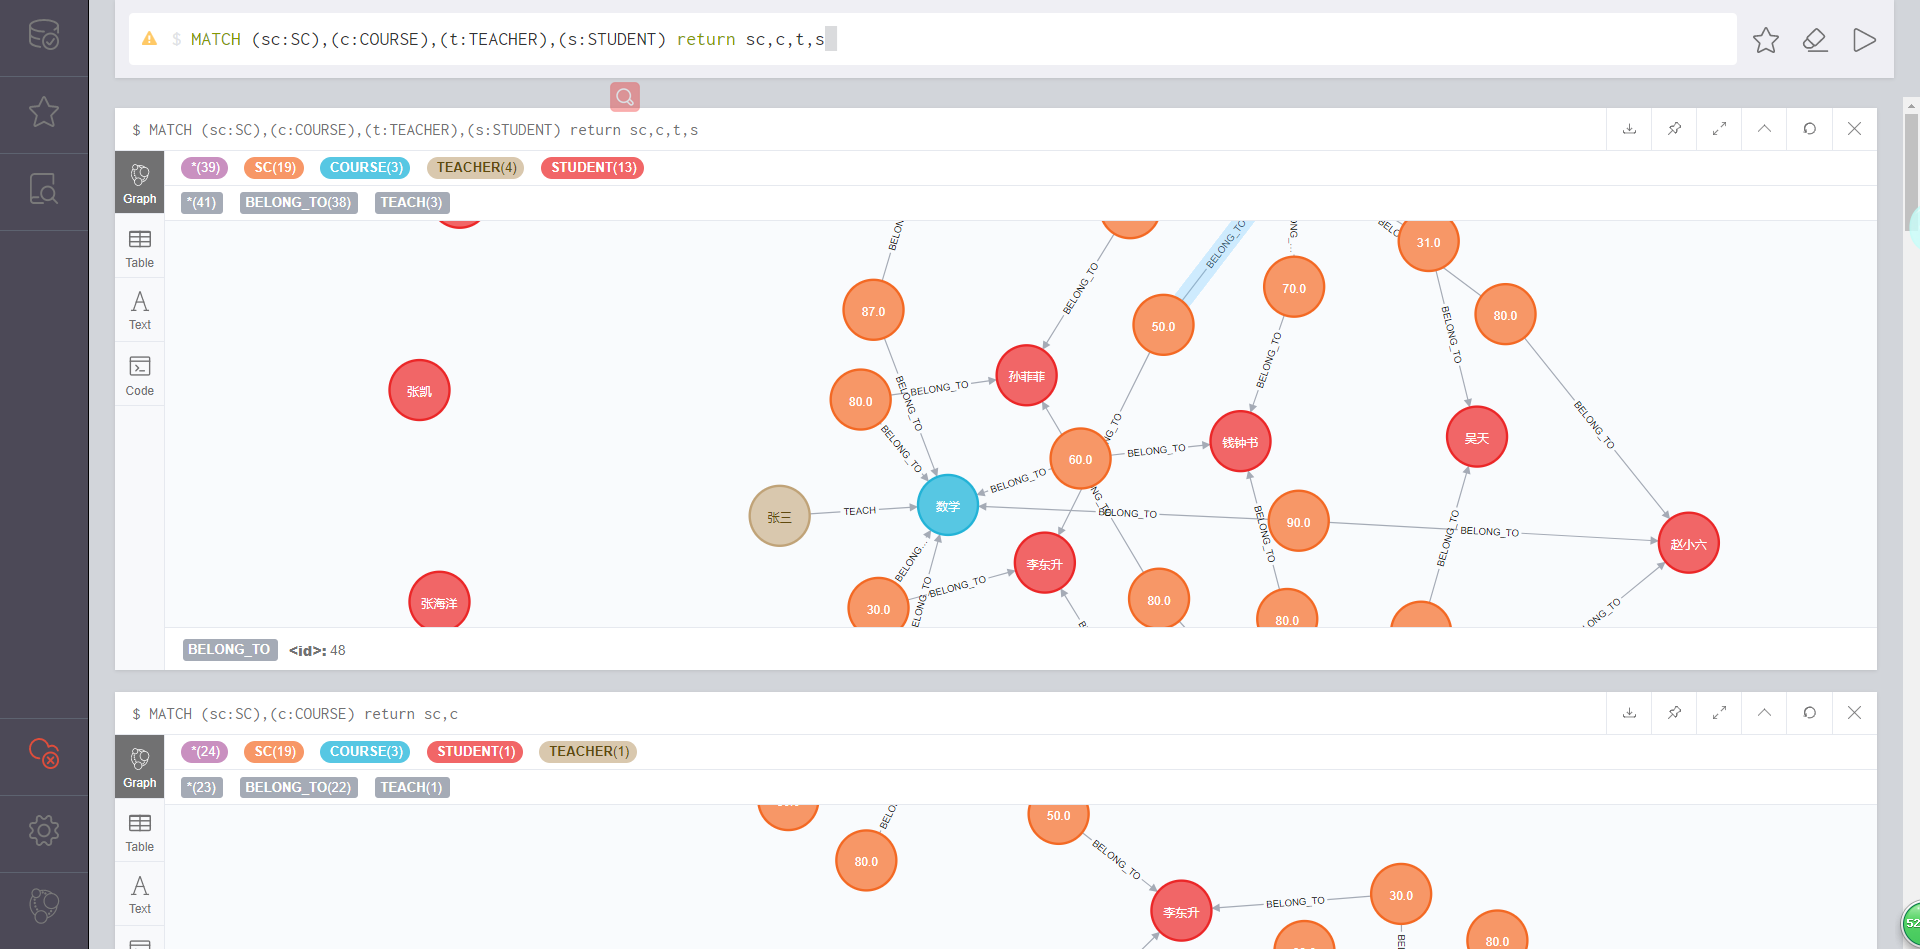 $ MATCH (sc:SC),(c:COURSE),(t:TEACHER),(s:STUDENT) return sc,c,t,s
$ MATCH (sc:SC),(c:COURSE),(t:TEACHER),(s:STUDENT) return sc,c,t,s
*(39) SC(19) COURSE(3) TEACHER(4) STUDENT(13)
Graph
*(41) BELONG_TO(38) TEACH(3)
Table
Text
Code
BELONG_TO
31.0
70.0
80.0
87.0
50.0
BELONG_TO
BELONG_TO
BELONG_TO
孙菲菲
BELONG_TO
张凯
80.0
BELONG_TO
BELONG_TO
BELONG_TO
吴天
钱钟书
BELONG_TO
60.0
BELONG_TO
BELONG_TO
数学
张三
TEACH
BELONG_TO
90.0
BELONG_TO
BELONG_TO
BELONG_TO
赵小六
李东升
BELONG_TO
张海洋
30.0
80.0
80.0
BELONG_TO <id>: 48
$ MATCH (sc:SC),(c:COURSE) return sc,c
*(24) SC(19) COURSE(3) STUDENT(1) TEACHER(1)
Graph
*(23) BELONG_TO(22) TEACH(1)
Table
Text
50.0
80.0
BELONG_TO
30.0
BELONG_TO
李东升
80.0
52